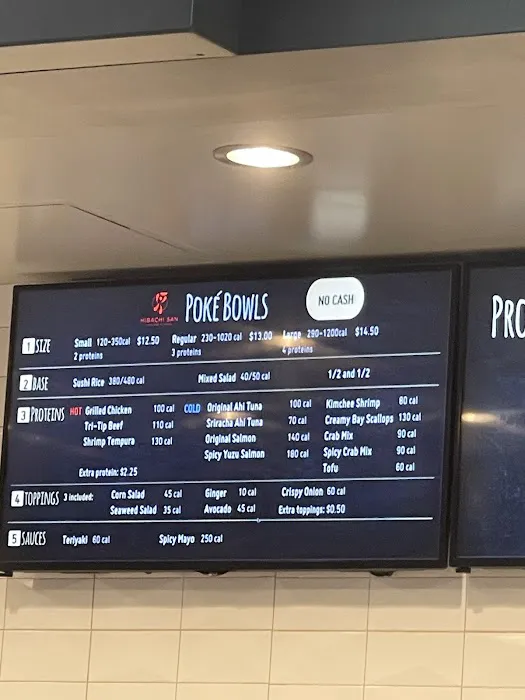 HIBACHI SAN
POKÉ BOWLS
NO CASH
1 SIZE Small 120-350cal $12.50 Regular 230-1020 cal $13.00 Large 290-1200cal $14.50
2 proteins 3 proteins 4 proteins
2 BASE Sushi Rice 380/480 cal Mixed Salad 40/50 cal 1/2 and 1/2
3 PROTEINS HOT Grilled Chicken 100 cal COLD Original Ahi Tuna 100 cal Kimchee Shrimp 80 cal
Tri-Tip Beef 110 cal Sriracha Ahi Tuna 70 cal Creamy Bay Scallops 130 cal
Shrimp Tempura 130 cal Original Salmon 140 cal Crab Mix 90 cal
Spicy Yuzu Salmon 180 cal Spicy Crab Mix 90 cal
Extra protein: $2.25 Tofu 60 cal
4 TOPPINGS 3 included: Corn Salad 45 cal Ginger 10 cal Crispy Onion 60 cal
Seaweed Salad 35 cal Avocado 45 cal Extra toppings: $0.50
5 SAUCES Teriyaki 60 cal Spicy Mayo 250 cal
PRO